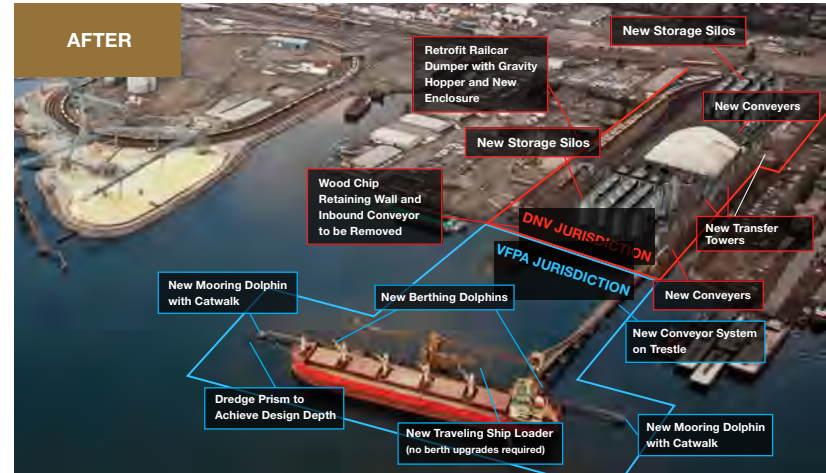 AFTER
New Storage Silos
Retrofit Railcar
Dumper with Gravity
Hopper and New
Enclosure
New Conveyors
New Storage Silos
Wood Chip
Retaining Wall and
Inbound Conveyor
to be Removed
DNV JURISDICTION
VFPA JURISDICTION
New Transfer
Towers
New Conveyors
New Mooring Dolphin
with Catwalk
New Berthing Dolphins
New Conveyor System
on Trestle
Dredge Prism to
Achieve Design Depth
New Traveling Ship Loader
(no berth upgrades required)
New Mooring Dolphin
with Catwalk